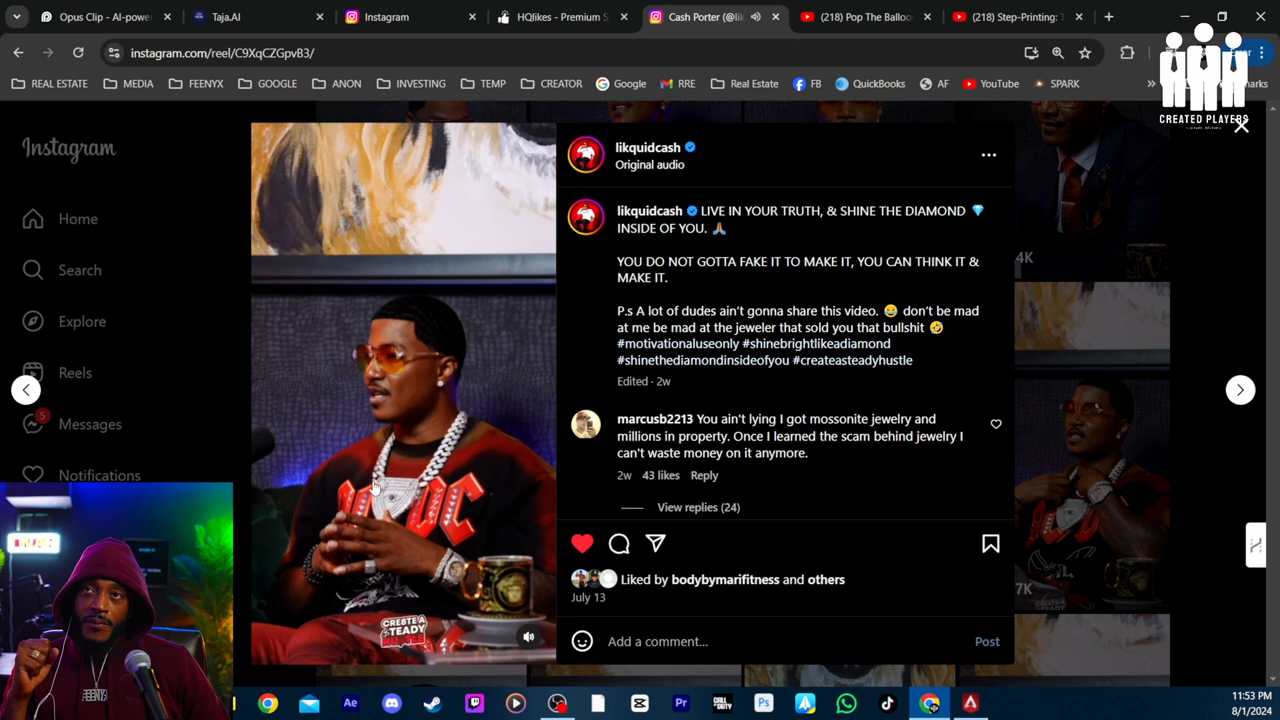 Opus Clip - AI-power
Taja.AI
Instagram
HQlikes - Premium S
Cash Porter (@li
(218) Pop The Balloo
(218) Step-Printing: T
instagram.com/reel/C9XqCZGpvB3/
REAL ESTATE
MEDIA
FEENYX
GOOGLE
ANON
INVESTING
TEMP
CREATOR
Google
RRE
Real Estate
FB
QuickBooks
AF
YouTube
SPARK
CREATED PLAYERS
Instagram
Home
Search
Explore
Reels
5
Messages
Notifications
likquidcash
Original audio
likquidcash LIVE IN YOUR TRUTH, & SHINE THE DIAMOND 💎
INSIDE OF YOU. 🙏🏽
YOU DO NOT GOTTA FAKE IT TO MAKE IT, YOU CAN THINK IT &
MAKE IT.
P.s A lot of dudes ain't gonna share this video. 😂 don't be mad
at me be mad at the jeweler that sold you that bullshit 🤣
#motivationaluseonly #shinebrightlikeadiamond
#shinethediamondinsideofyou #createasteadyhustle
Edited · 2w
marcusb2213 You ain't lying I got mossonite jewelry and
millions in property. Once I learned the scam behind jewelry I
can't waste money on it anymore.
2w 43 likes Reply
View replies (24)
Liked by bodybymarifitness and others
July 13
Add a comment...
Post
4K
7K
CRE8TE A
STEADY
HUSTLE
11:53 PM
8/1/2024